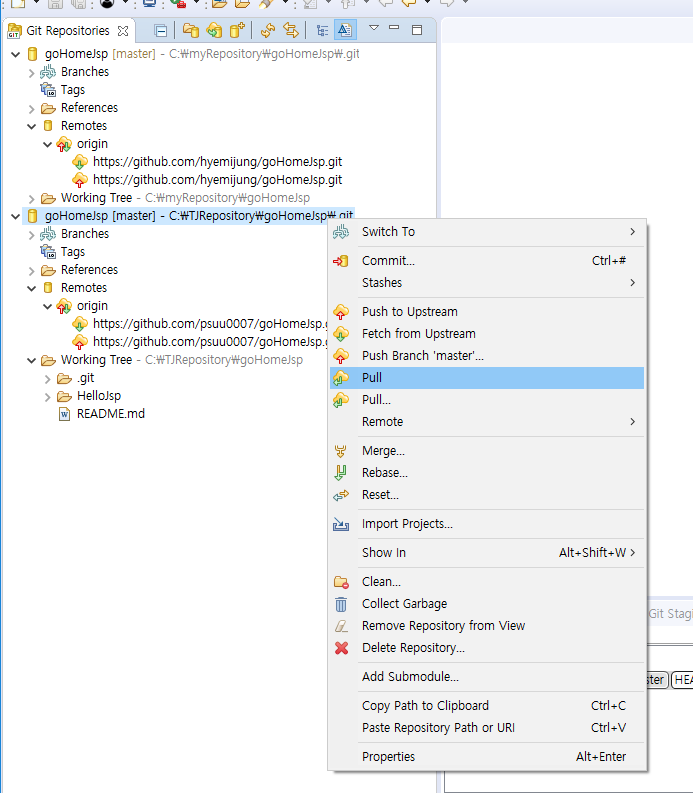 Git Repositories
goHomeJsp [master] - C:₩myRepository₩goHomeJsp₩.git
Branches
Tags
References
Remotes
origin
https://github.com/hyemijung/goHomeJsp.git
https://github.com/hyemijung/goHomeJsp.git
Working Tree - C:₩myRepository₩goHomeJsp
goHomeJsp [master] - C:₩TJRepository₩goHomeJsp₩.git
Branches
Tags
References
Remotes
origin
https://github.com/psuu0007/goHomeJsp.
https://github.com/psuu0007/goHomeJsp.
Working Tree - C:₩TJRepository₩goHomeJsp
.git
HelloJsp
README.md
Switch To
Commit... Ctrl+#
Stashes
Push to Upstream
Fetch from Upstream
Push Branch 'master'...
Pull
Pull...
Remote
Merge...
Rebase...
Reset...
Import Projects...
Show In Alt+Shift+W
Clean...
Collect Garbage
Remove Repository from View
Delete Repository...
Add Submodule...
Copy Path to Clipboard Ctrl+C
Paste Repository Path or URI Ctrl+V
Properties Alt+Enter
Git Stag
ster HEA